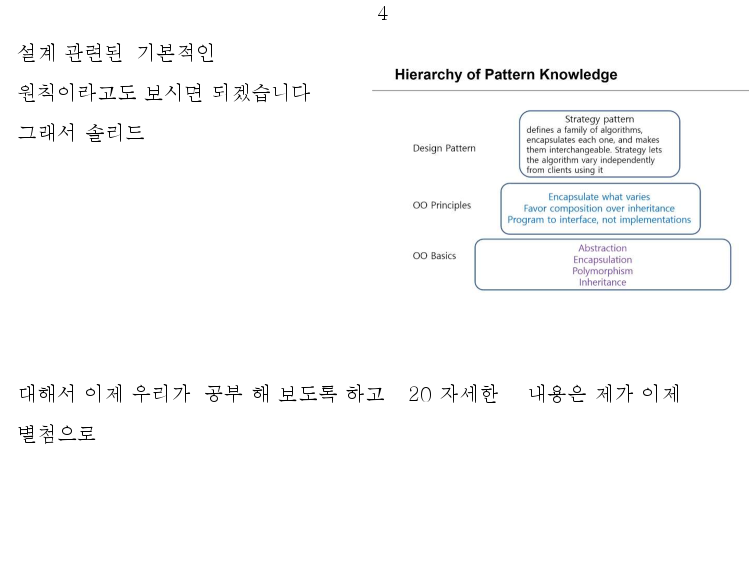 4
설계 관련된 기본적인
원칙이라고도 보시면 되겠습니다
그래서 솔리드
Hierarchy of Pattern Knowledge
Design Pattern
Strategy pattern
defines a family of algorithms,
encapsulates each one, and makes
them interchangeable. Strategy lets
the algorithm vary independently
from clients using it
OO Principles
Encapsulate what varies
Favor composition over inheritance
Program to interface, not implementations
OO Basics
Abstraction
Encapsulation
Polymorphism
Inheritance
대해서 이제 우리가 공부 해 보도록 하고 20 자세한 내용은 제가 이제
별첨으로